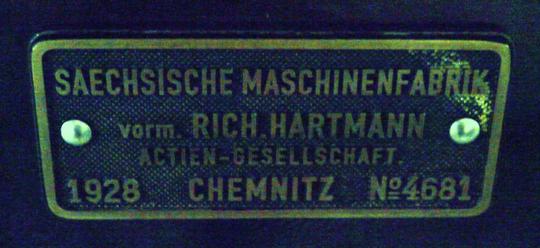 SAECHSISCHE MASCHINENFABRIK
vorm. RICH.HARTMANN
ACTIEN-GESELLSCHAFT.
1928 CHEMNITZ №4681